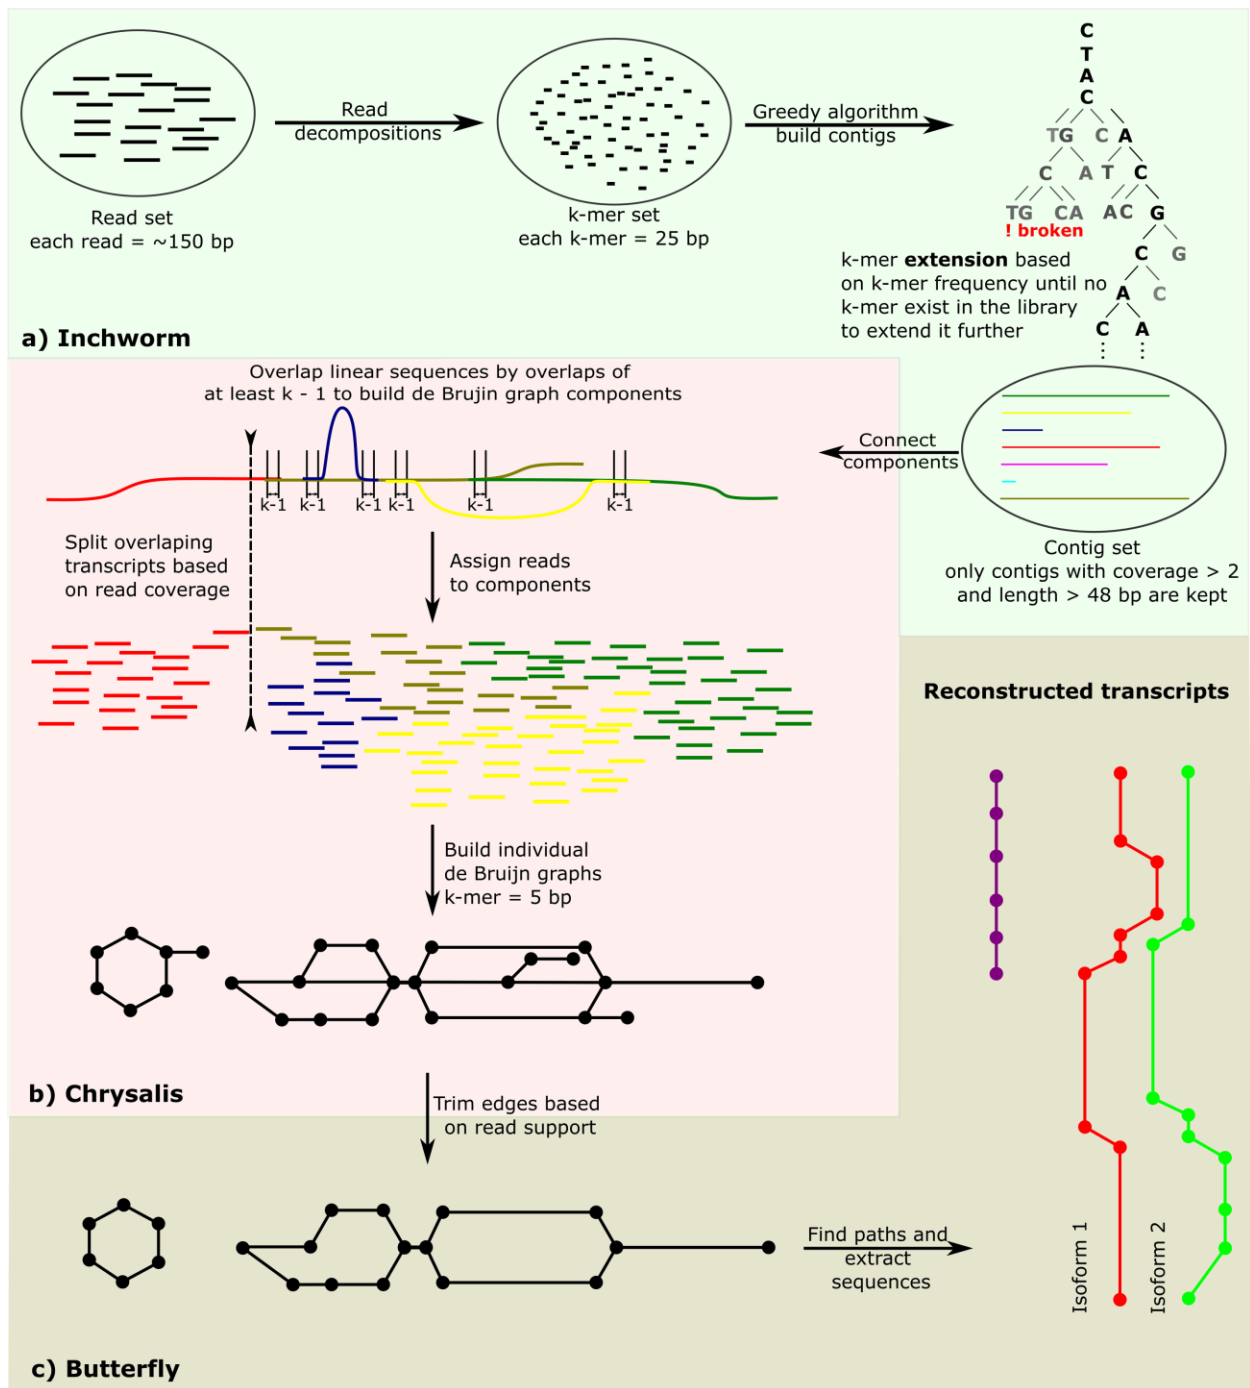 Read set
each read = ~150 bp
Read
decompositions
k-mer set
each k-mer = 25 bp
Greedy algorithm
build contigs
C
T
A
C
TG C A
C A T C
TG CA AC G
! broken
C G
A C
C A
k-mer extension based
on k-mer frequency until no
k-mer exist in the library
to extend it further
a) Inchworm
Connect
components
Contig set
only contigs with coverage > 2
and length > 48 bp are kept
Overlap linear sequences by overlaps of
at least k - 1 to build de Brujin graph components
k-1 k-1 k-1 k-1 k-1 k-1
Split overlaping
transcripts based
on read coverage
Assign reads
to components
Build individual
de Bruijn graphs
k-mer = 5 bp
b) Chrysalis
Trim edges based
on read support
Find paths and
extract
sequences
Reconstructed transcripts
Isoform 1
Isoform 2
c) Butterfly